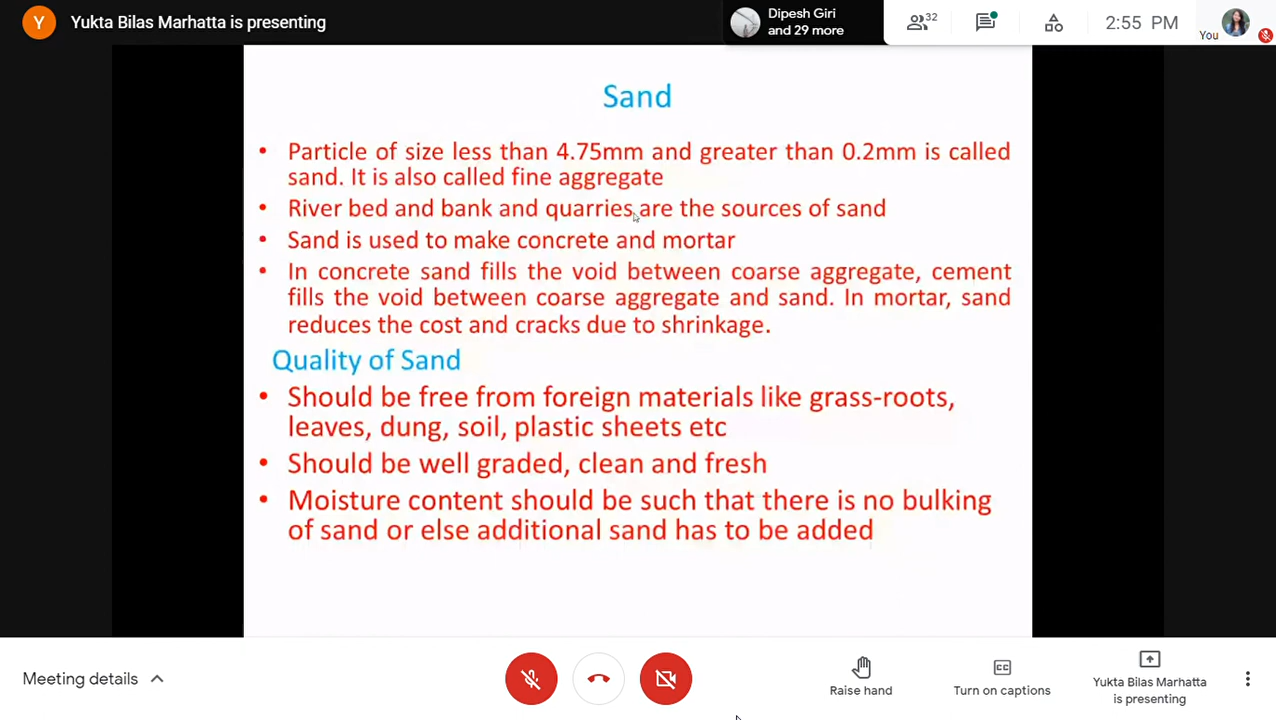 Y Yukta Bilas Marhatta is presenting
Dipesh Giri
and 29 more
32
2:55 PM
You
Sand
• Particle of size less than 4.75mm and greater than 0.2mm is called
sand. It is also called fine aggregate
• River bed and bank and quarries are the sources of sand
• Sand is used to make concrete and mortar
• In concrete sand fills the void between coarse aggregate, cement
fills the void between coarse aggregate and sand. In mortar, sand
reduces the cost and cracks due to shrinkage.
Quality of Sand
• Should be free from foreign materials like grass-roots,
leaves, dung, soil, plastic sheets etc
• Should be well graded, clean and fresh
• Moisture content should be such that there is no bulking
of sand or else additional sand has to be added
Meeting details
Raise hand
CC
Turn on captions
Yukta Bilas Marhatta
is presenting